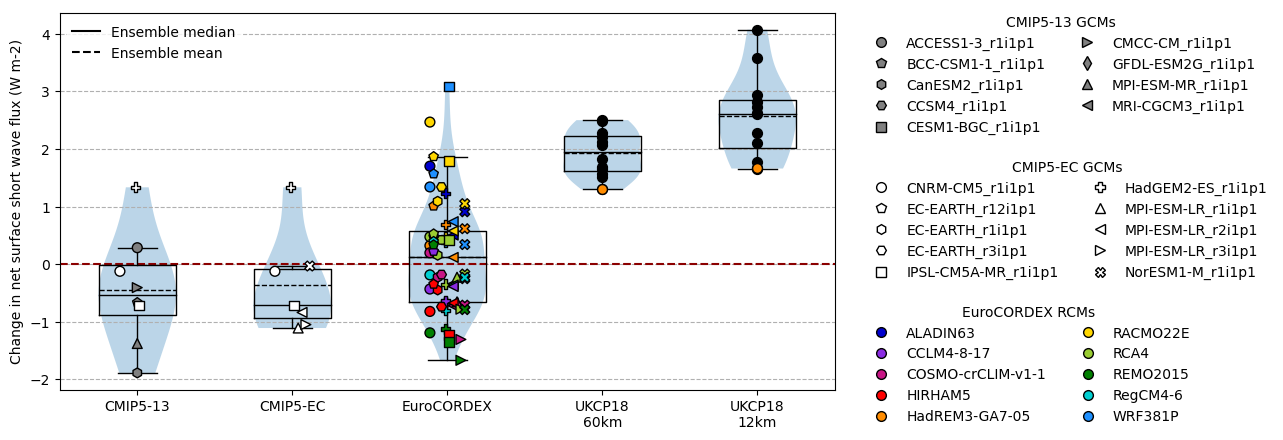 Change in net surface short wave flux (W m-2)
4
3
2
1
0
−1
−2
Ensemble median
Ensemble mean
CMIP5-13
CMIP5-EC
EuroCORDEX
UKCP18
60km
UKCP18
12km
CMIP5-13 GCMs
ACCESS1-3_r1i1p1
BCC-CSM1-1_r1i1p1
CanESM2_r1i1p1
CCSM4_r1i1p1
CESM1-BGC_r1i1p1
CMCC-CM_r1i1p1
GFDL-ESM2G_r1i1p1
MPI-ESM-MR_r1i1p1
MRI-CGCM3_r1i1p1
CMIP5-EC GCMs
CNRM-CM5_r1i1p1
EC-EARTH_r12i1p1
EC-EARTH_r1i1p1
EC-EARTH_r3i1p1
IPSL-CM5A-MR_r1i1p1
HadGEM2-ES_r1i1p1
MPI-ESM-LR_r1i1p1
MPI-ESM-LR_r2i1p1
MPI-ESM-LR_r3i1p1
NorESM1-M_r1i1p1
EuroCORDEX RCMs
ALADIN63
CCLM4-8-17
COSMO-crCLIM-v1-1
HIRHAM5
HadREM3-GA7-05
RACMO22E
RCA4
REMO2015
RegCM4-6
WRF381P